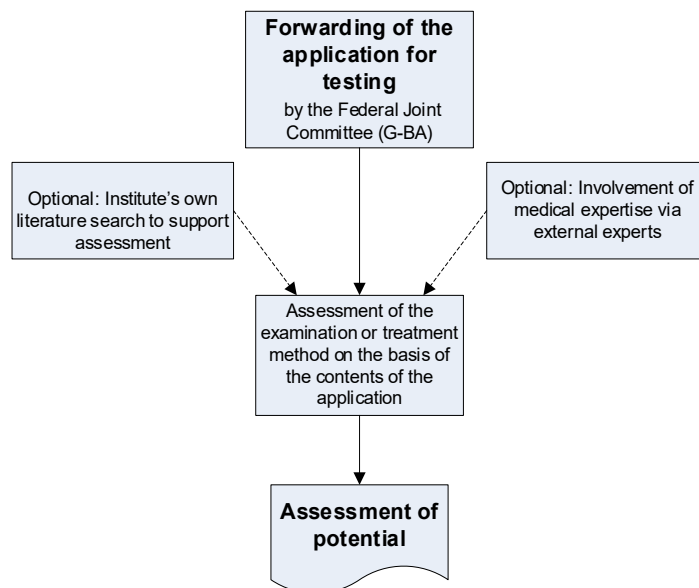 Forwarding of the
application for
testing
by the Federal Joint
Committee (G-BA)
Optional: Institute's own
literature search to support
assessment
Optional: Involvement of
medical expertise via
external experts
Assessment of the
examination or treatment
method on the basis of
the contents of the
application
Assessment of
potential